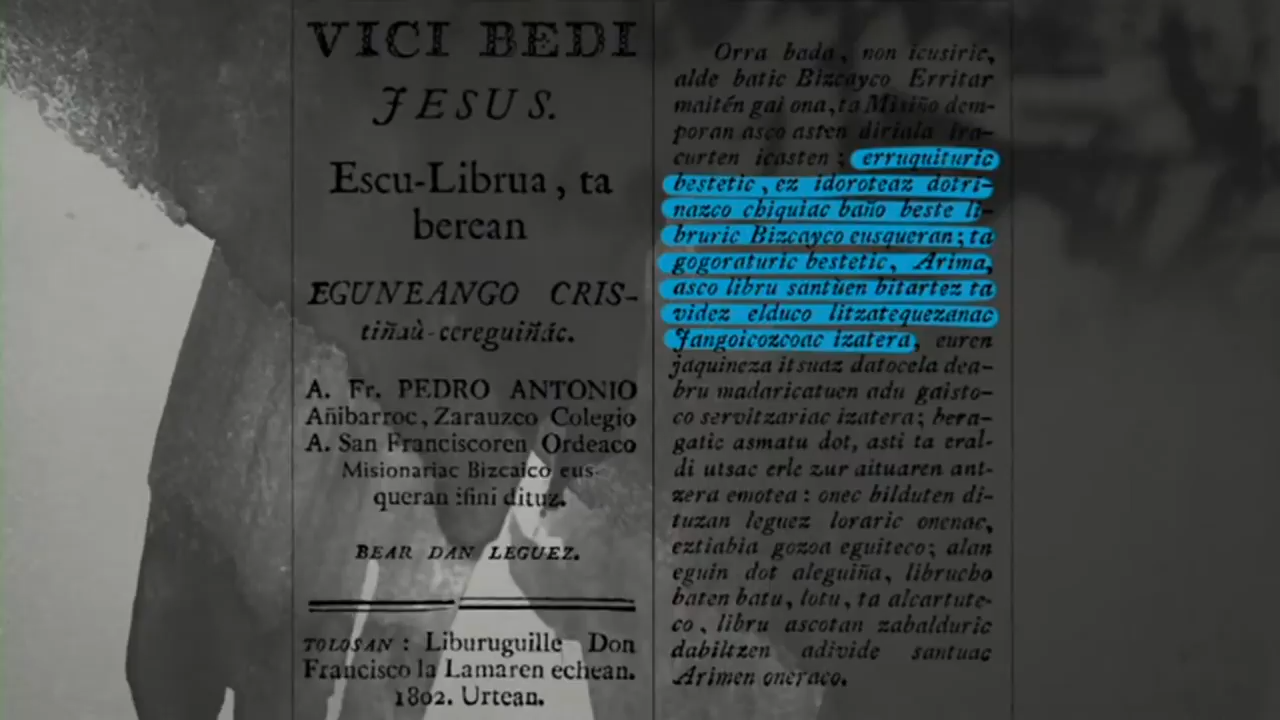 VICI BEDI
JESUS.
Escu-Librua, ta
berean
EGUNEANGO CRIS-
tiñaù-cereguiñác.
A. Fr. PEDRO ANTONIO
Añibarroc, Zarauzco Colegio
A. San Franciscoren Ordeaco
Misionariac Bizcaico eus-
queran ifini dituz.
BEAR DAN LEGUEZ.
TOLOSAN : Liburuguille Don
Francisco la Lamaren echean.
1802. Urtean.
Orra bada, non icusiric,
alde batic Bizcayco Erritar
maitén gai ona, ta Misiño dem-
poran asco asten diriala ira-
curten icasten ; erruquituric
bestetic, ez idoroteaz dotri-
nazco chiquiac baño beste li-
bruric Bizcayco eusqueran; ta
gogoraturic bestetic, Arima,
asco libru santùen bitartez ta
videz elduco litzatequezanac
Jangoicozcoac izatera, euren
jaquineza itsuaz datocela dea-
bru madaricatuen adu gaisto-
co servitzariac izatera; bera-
gatic asmatu dot, asti ta eral-
di utsac erle zur aituaren ant-
zera emotea : onec bilduten di-
tuzan leguez loraric onenac,
eztiabia gozoa eguiteco; alan
eguin dot aleguiña, librucho
baten batu, lotu, ta alcartute-
co, libru ascotan zabalduric
dabiltzen adivide santuac
Arimen oneraco.